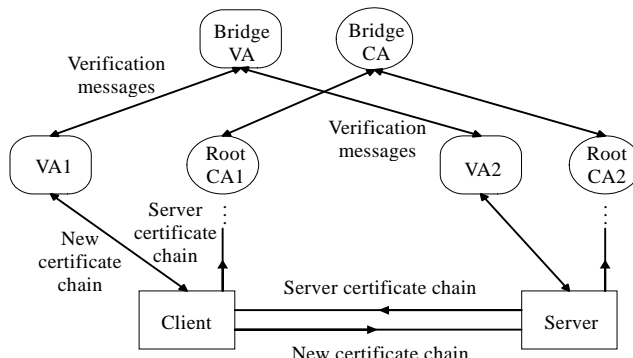 Bridge
VA
Bridge
CA
Verification
messages
Verification
messages
VA1
Root
CA1
VA2
Root
CA2
Server
certificate
chain
New
certificate
chain
Server certificate chain
Client
Server
New certificate chain